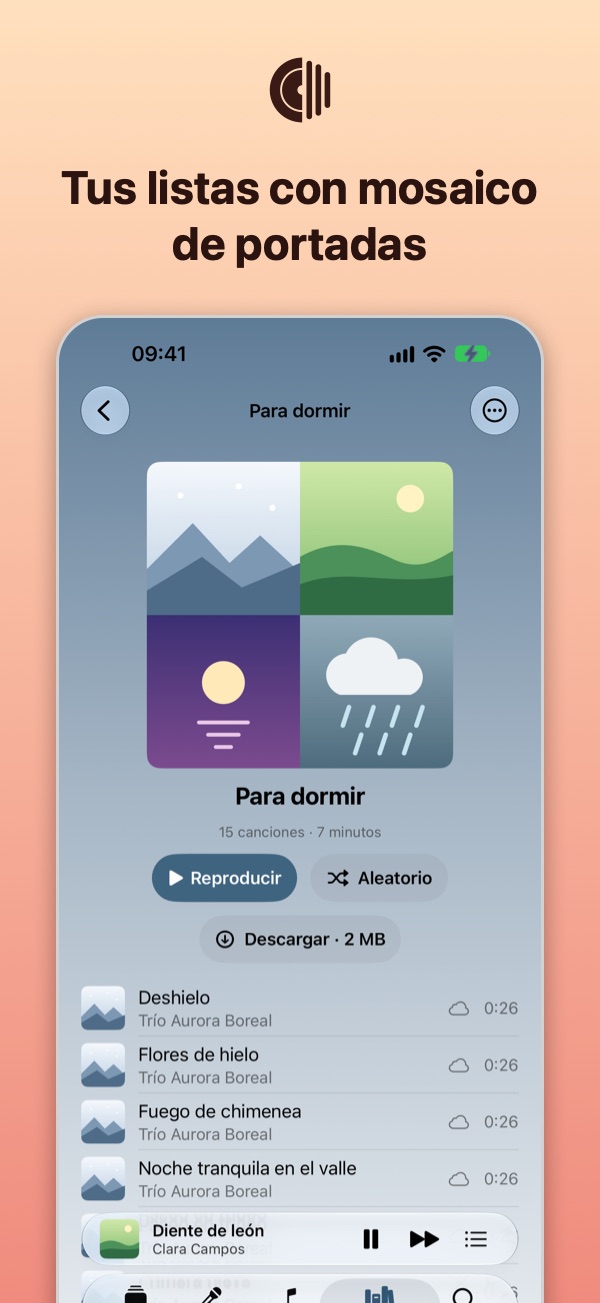 Tus listas con mosaico
de portadas
09:41
Para dormir
Para dormir
15 canciones · 7 minutos
Reproducir
Aleatorio
Descargar · 2 MB
Deshielo
Trío Aurora Boreal
0:26
Flores de hielo
Trío Aurora Boreal
0:26
Fuego de chimenea
Trío Aurora Boreal
0:26
Noche tranquila en el valle
Trío Aurora Boreal
0:26
Diente de león
Clara Campos